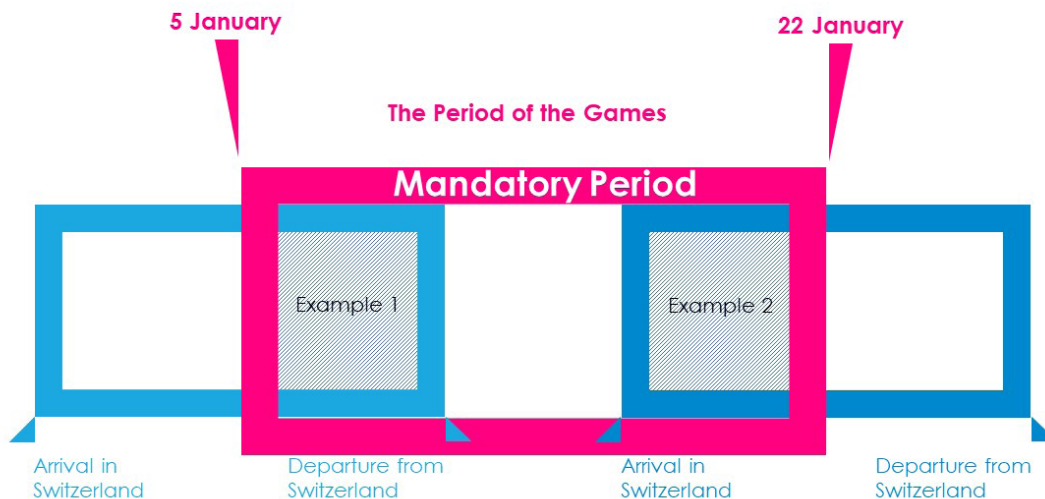 5 January
22 January
The Period of the Games
Mandatory Period
Example 1
Example 2
Arrival in
Switzerland
Departure from
Switzerland
Arrival in
Switzerland
Departure from
Switzerland